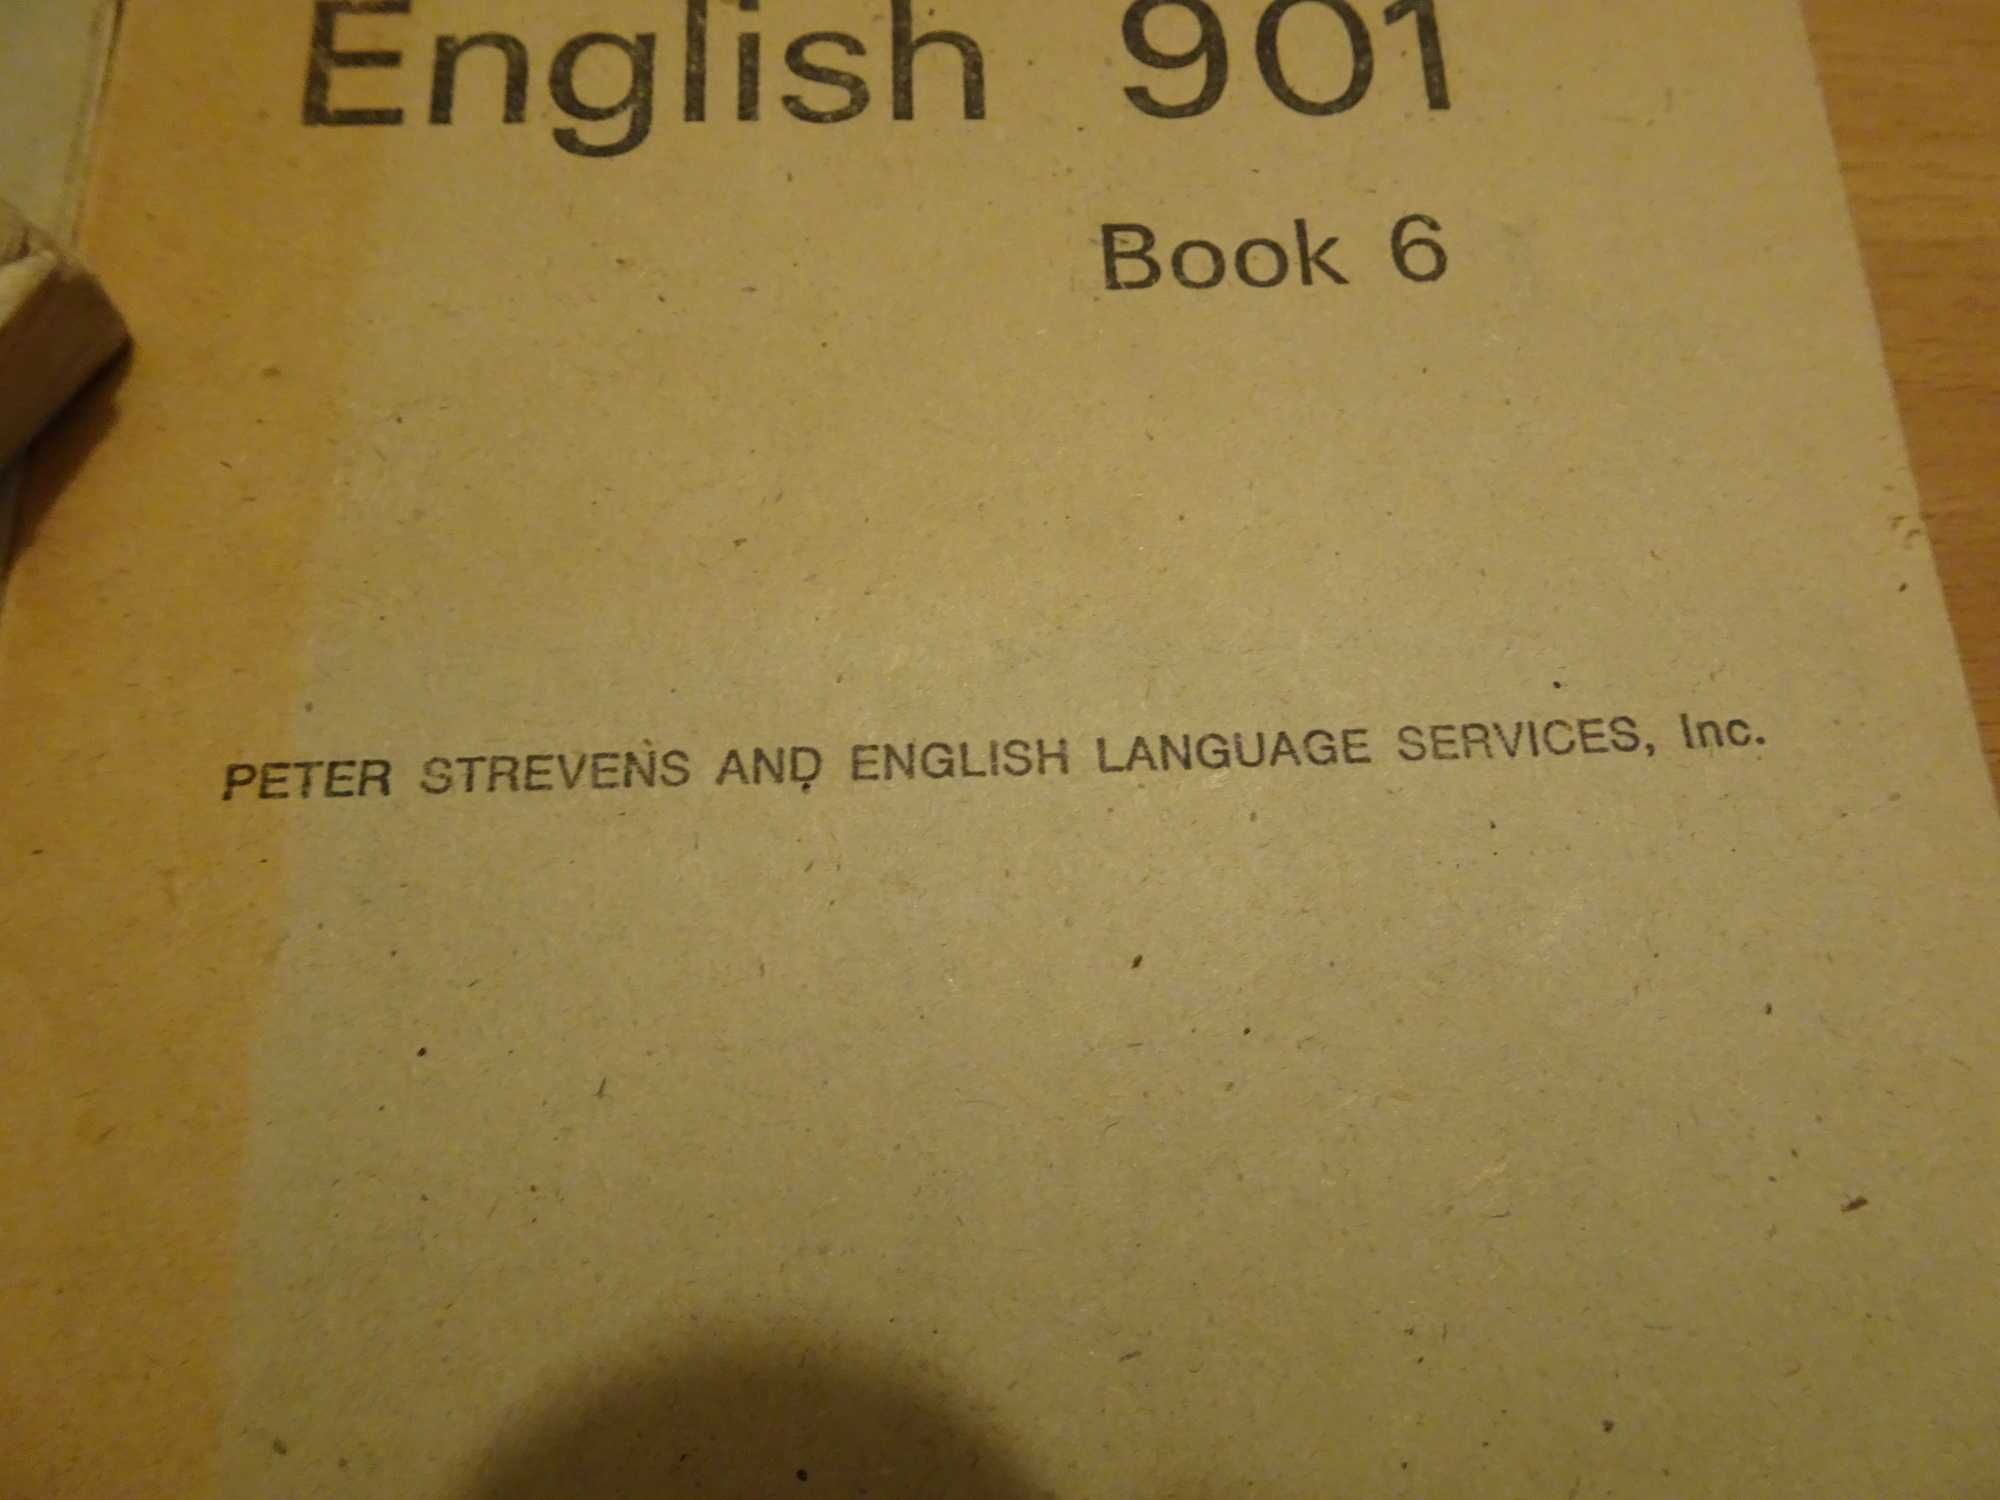 English 901
Book 6
PETER STREVENS AND ENGLISH LANGUAGE SERVICES, Inc.